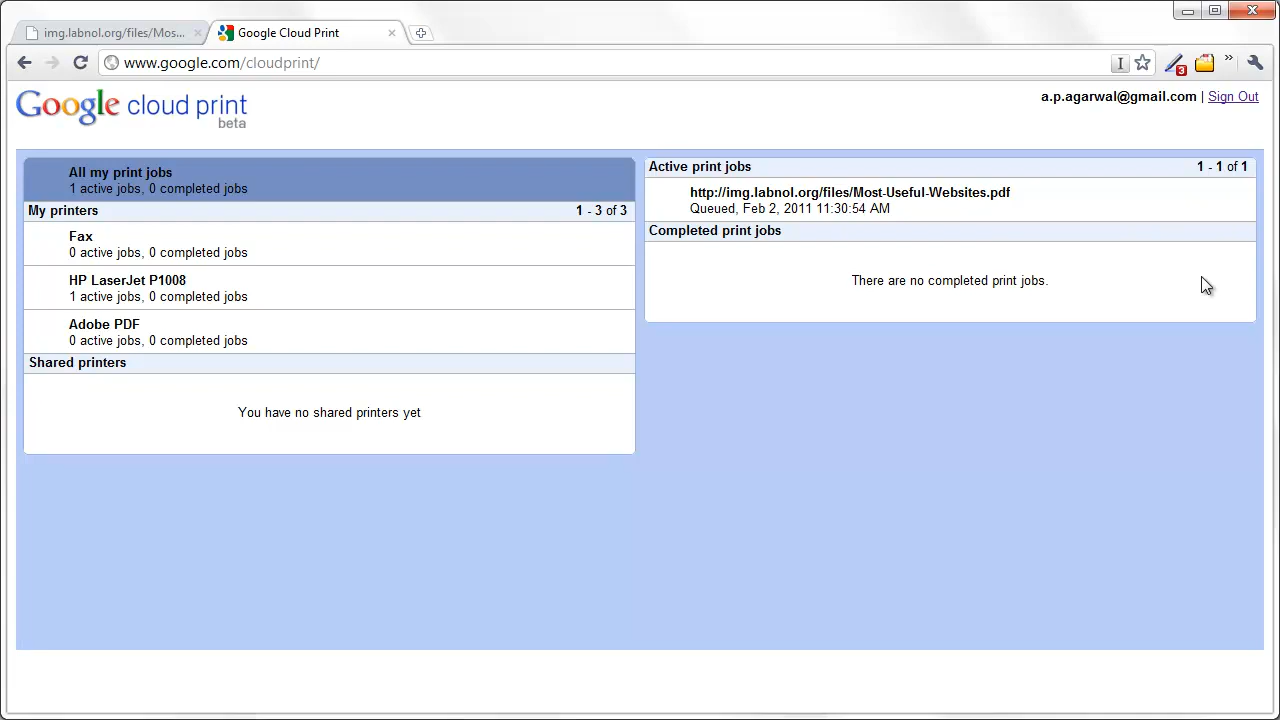 img.labnol.org/files/Mos...
Google Cloud Print
www.google.com/cloudprint/
3
Google cloud print
beta
a.p.agarwal@gmail.com | Sign Out
All my print jobs
1 active jobs, 0 completed jobs
My printers 1 - 3 of 3
Fax
0 active jobs, 0 completed jobs
HP LaserJet P1008
1 active jobs, 0 completed jobs
Adobe PDF
0 active jobs, 0 completed jobs
Shared printers
You have no shared printers yet
Active print jobs 1 - 1 of 1
http://img.labnol.org/files/Most-Useful-Websites.pdf
Queued, Feb 2, 2011 11:30:54 AM
Completed print jobs
There are no completed print jobs.